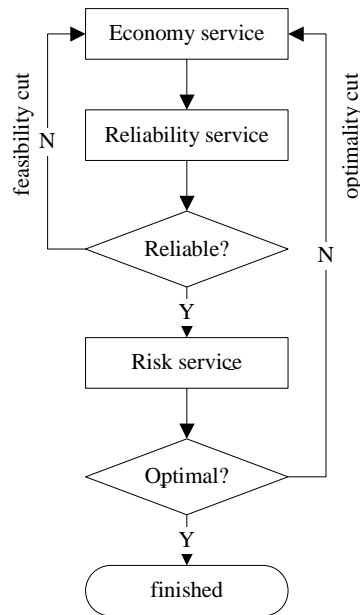 Economy service
feasibility cut
optimality cut
N
Reliability service
Reliable?
N
Y
Risk service
Optimal?
Y
finished